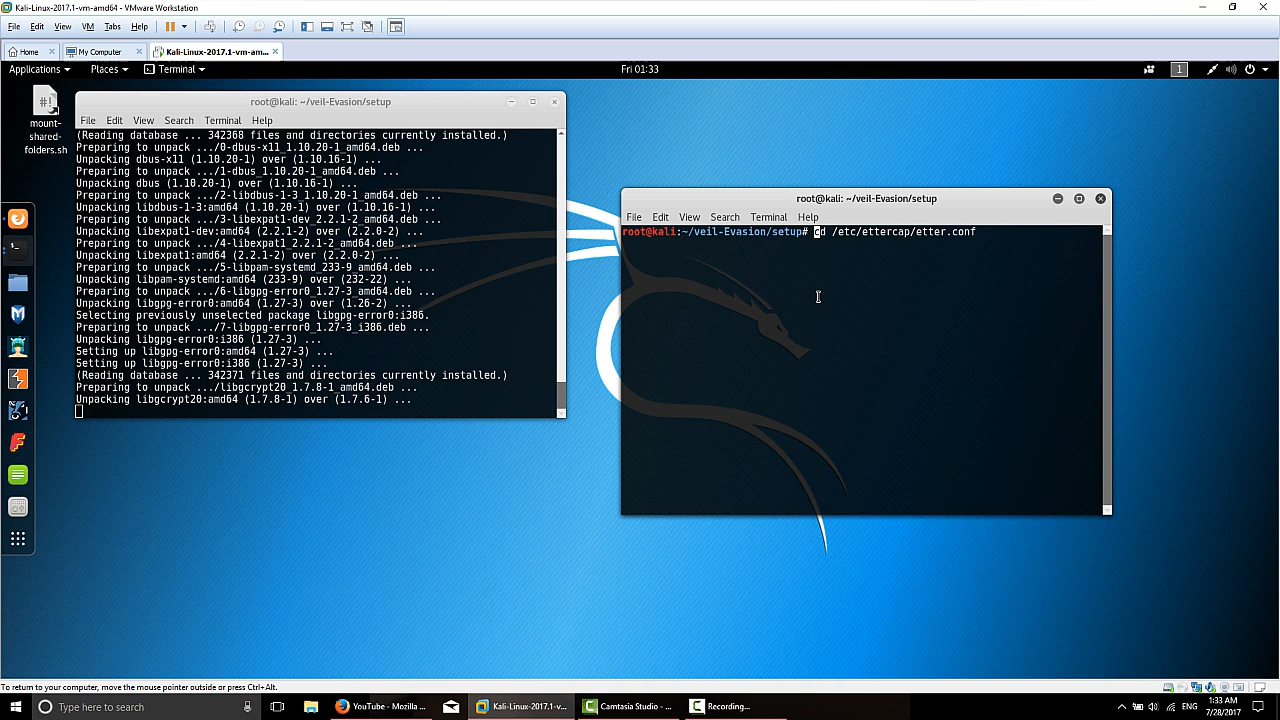 Kali-Linux-2017.1-vm-amd64 - VMware Workstation
File Edit View VM Tabs Help
Home
My Computer
Kali-Linux-2017.1-vm-am...
Applications Places Terminal
Fri 01:33
1
mount-
shared-
folders.sh
root@kali: ~/veil-Evasion/setup
File Edit View Search Terminal Help
(Reading database ... 342368 files and directories currently installed.)
Preparing to unpack .../0-dbus-x11_1.10.20-1_amd64.deb ...
Unpacking dbus-x11 (1.10.20-1) over (1.10.16-1) ...
Preparing to unpack .../1-dbus_1.10.20-1_amd64.deb ...
Unpacking dbus (1.10.20-1) over (1.10.16-1) ...
Preparing to unpack .../2-libdbus-1-3_1.10.20-1_amd64.deb ...
Unpacking libdbus-1-3:amd64 (1.10.20-1) over (1.10.16-1) ...
Preparing to unpack .../3-libexpat1-dev_2.2.1-2_amd64.deb ...
Unpacking libexpat1-dev:amd64 (2.2.1-2) over (2.2.0-2) ...
Preparing to unpack .../4-libexpat1_2.2.1-2_amd64.deb ...
Unpacking libexpat1:amd64 (2.2.1-2) over (2.2.0-2) ...
Preparing to unpack .../5-libpam-systemd_233-9_amd64.deb ...
Unpacking libpam-systemd:amd64 (233-9) over (232-22) ...
Preparing to unpack .../6-libgpg-error0_1.27-3_amd64.deb ...
Unpacking libgpg-error0:amd64 (1.27-3) over (1.26-2) ...
Selecting previously unselected package libgpg-error0:i386.
Preparing to unpack .../7-libgpg-error0_1.27-3_i386.deb ...
Unpacking libgpg-error0:i386 (1.27-3) ...
Setting up libgpg-error0:amd64 (1.27-3) ...
Setting up libgpg-error0:i386 (1.27-3) ...
(Reading database ... 342371 files and directories currently installed.)
Preparing to unpack .../libgcrypt20_1.7.8-1_amd64.deb ...
Unpacking libgcrypt20:amd64 (1.7.8-1) over (1.7.6-1) ...
root@kali: ~/veil-Evasion/setup
File Edit View Search Terminal Help
root@kali:~/veil-Evasion/setup# cd /etc/ettercap/etter.conf
To return to your computer, move the mouse pointer outside or press Ctrl+Alt.
Type here to search
YouTube - Mozilla ...
Kali-Linux-2017.1-v...
Camtasia Studio - ...
Recording...
ENG
1:33 AM
7/28/2017